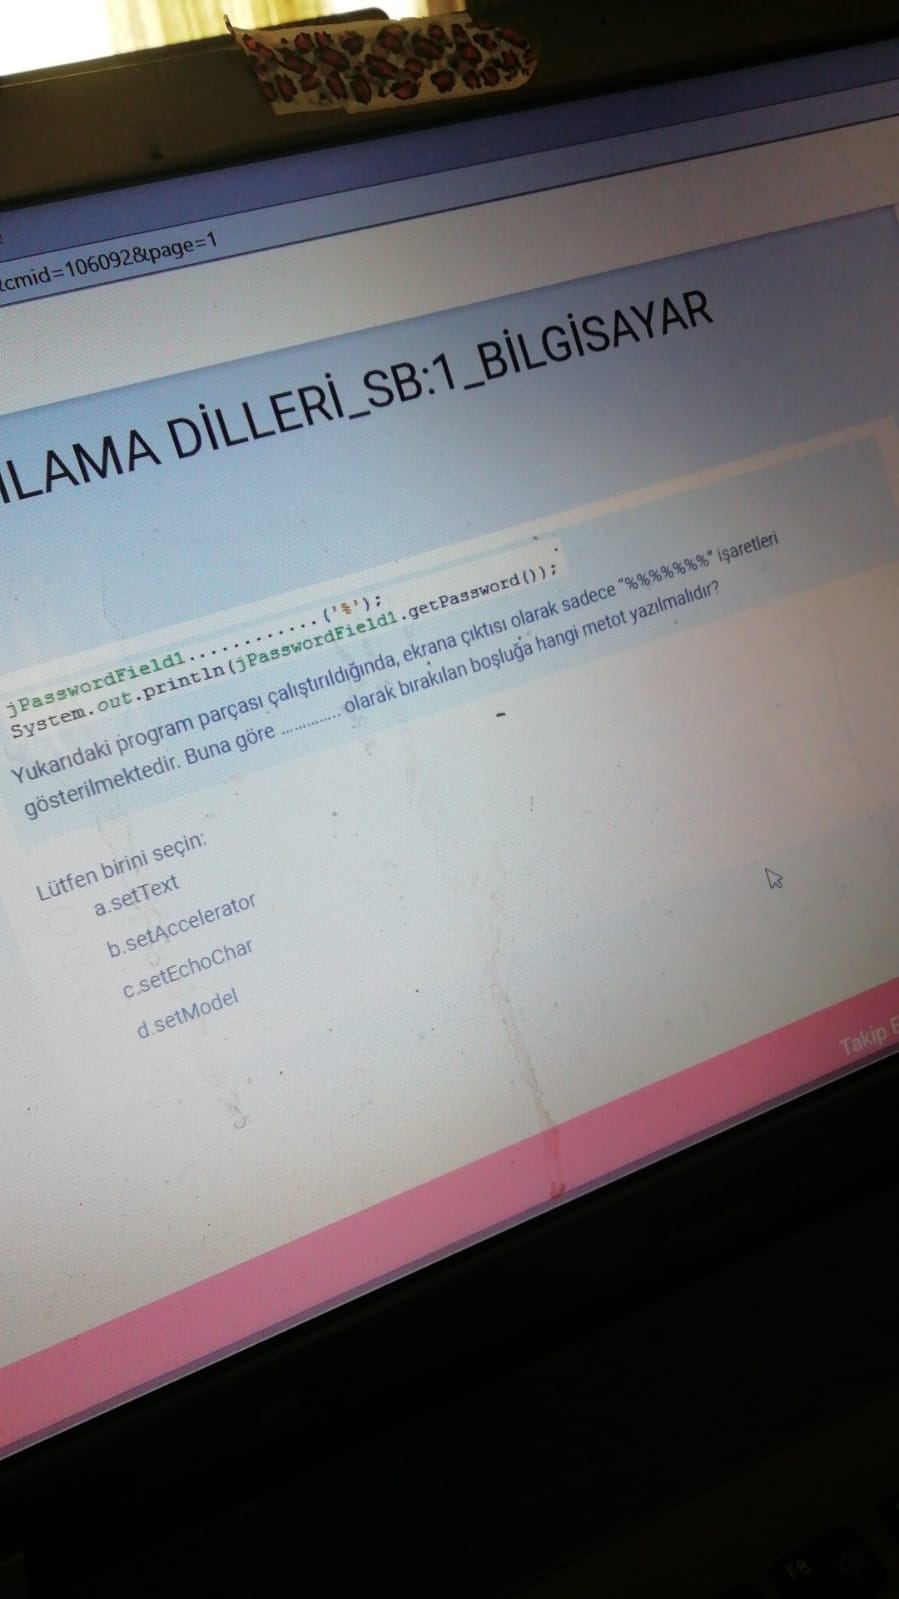 &cmid=106092&page=1
ILAMA DİLLERİ_SB:1_BİLGİSAYAR
jPasswordField1............('%');
System.out.println(jPasswordField1.getPassword());
Yukarıdaki program parçası çalıştırıldığında, ekrana çıktısı olarak sadece "%%%%%%%" işaretleri
gösterilmektedir. Buna göre ............. olarak bırakılan boşluğa hangi metot yazılmalıdır?
Lütfen birini seçin:
a.setText
b.setAccelerator
c.setEchoChar
d.setModel
Takip E
F8